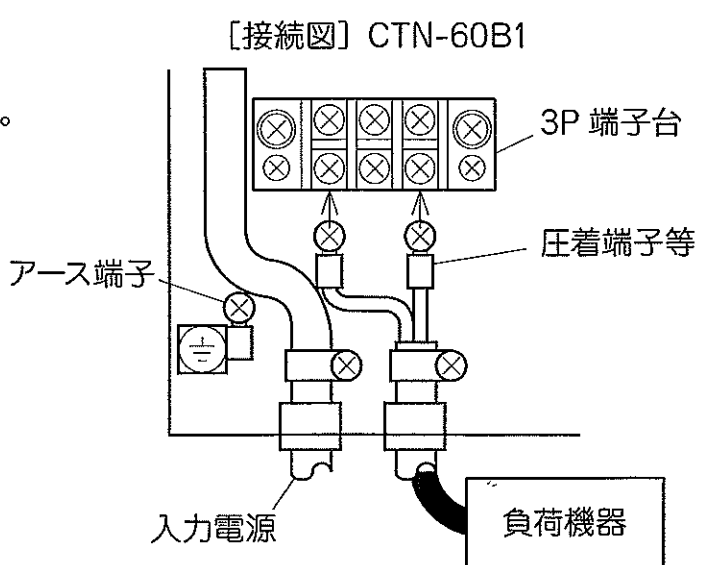 [接続図] CTN-60B1
。
3P 端子台
圧着端子等
アース端子
入力電源
負荷機器